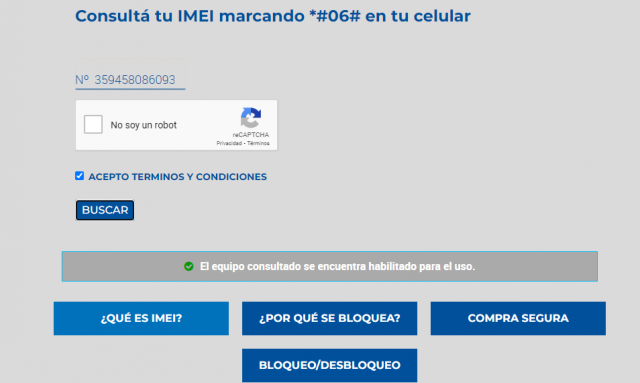 Consultá tu IMEI marcando *#06# en tu celular
Nº 359458086093
No soy un robot
reCAPTCHA
Privacidad - Términos
ACEPTO TERMINOS Y CONDICIONES
BUSCAR
El equipo consultado se encuentra habilitado para el uso.
¿QUÉ ES IMEI?
¿POR QUÉ SE BLOQUEA?
COMPRA SEGURA
BLOQUEO/DESBLOQUEO